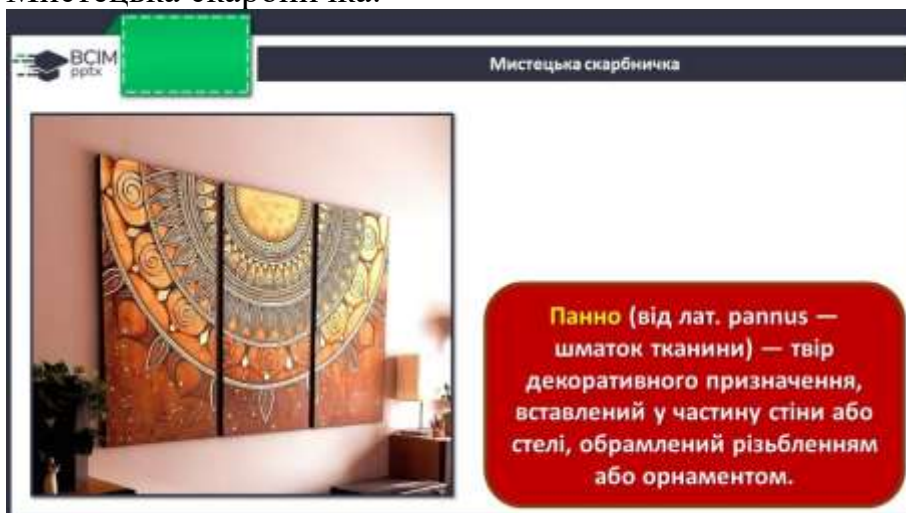 Мистецька скарбничка.
ВСІМ
pptx
Мистецька скарбничка
Панно (від лат. pannus —
шматок тканини) — твір
декоративного призначення,
вставлений у частину стіни або
стелі, обрамлений різьбленням
або орнаментом.